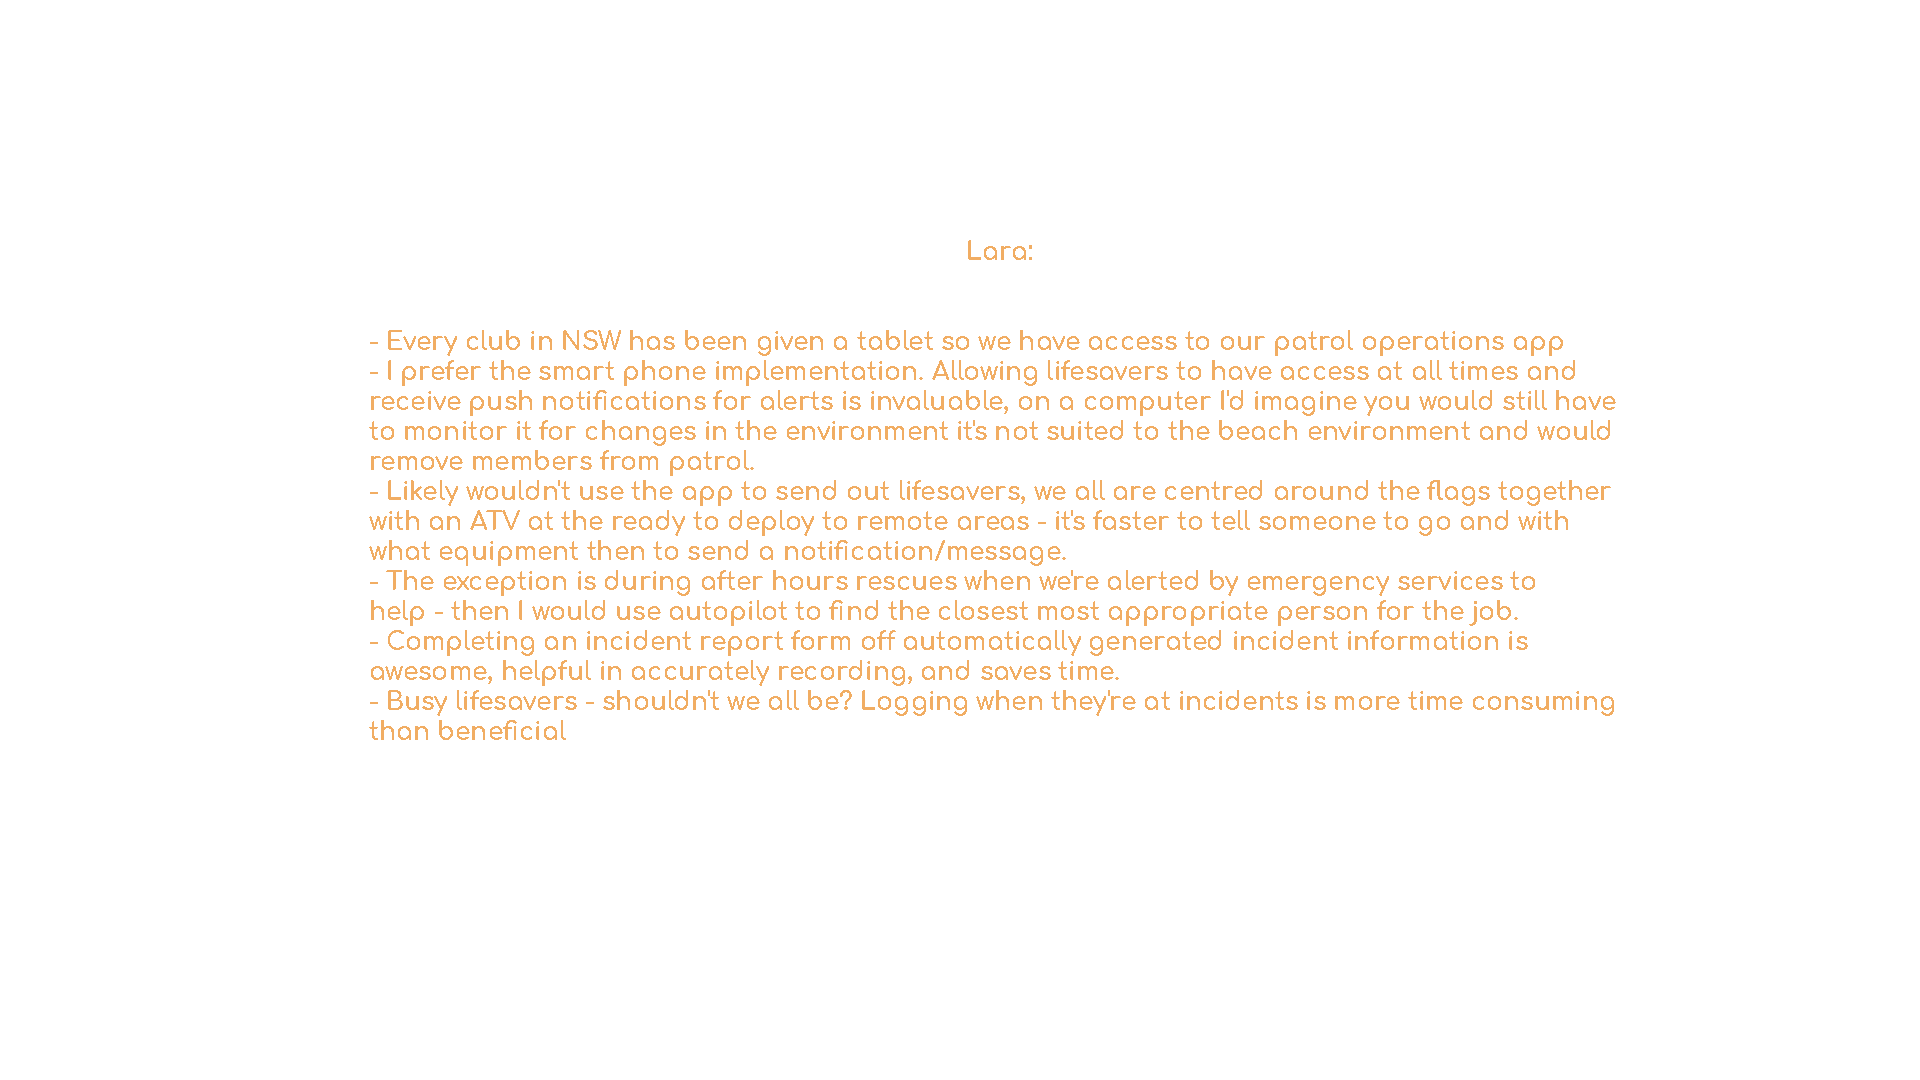 Lara:
- Every club in NSW has been given a tablet so we have access to our patrol operations app
- I prefer the smart phone implementation. Allowing lifesavers to have access at all times and
receive push notifications for alerts is invaluable, on a computer I'd imagine you would still have
to monitor it for changes in the environment it's not suited to the beach environment and would
remove members from patrol.
- Likely wouldn't use the app to send out lifesavers, we all are centred around the flags together
with an ATV at the ready to deploy to remote areas - it's faster to tell someone to go and with
what equipment then to send a notification/message.
- The exception is during after hours rescues when we're alerted by emergency services to
help - then I would use autopilot to find the closest most appropriate person for the job.
- Completing an incident report form off automatically generated incident information is
awesome, helpful in accurately recording, and saves time.
- Busy lifesavers - shouldn't we all be? Logging when they're at incidents is more time consuming
than beneficial